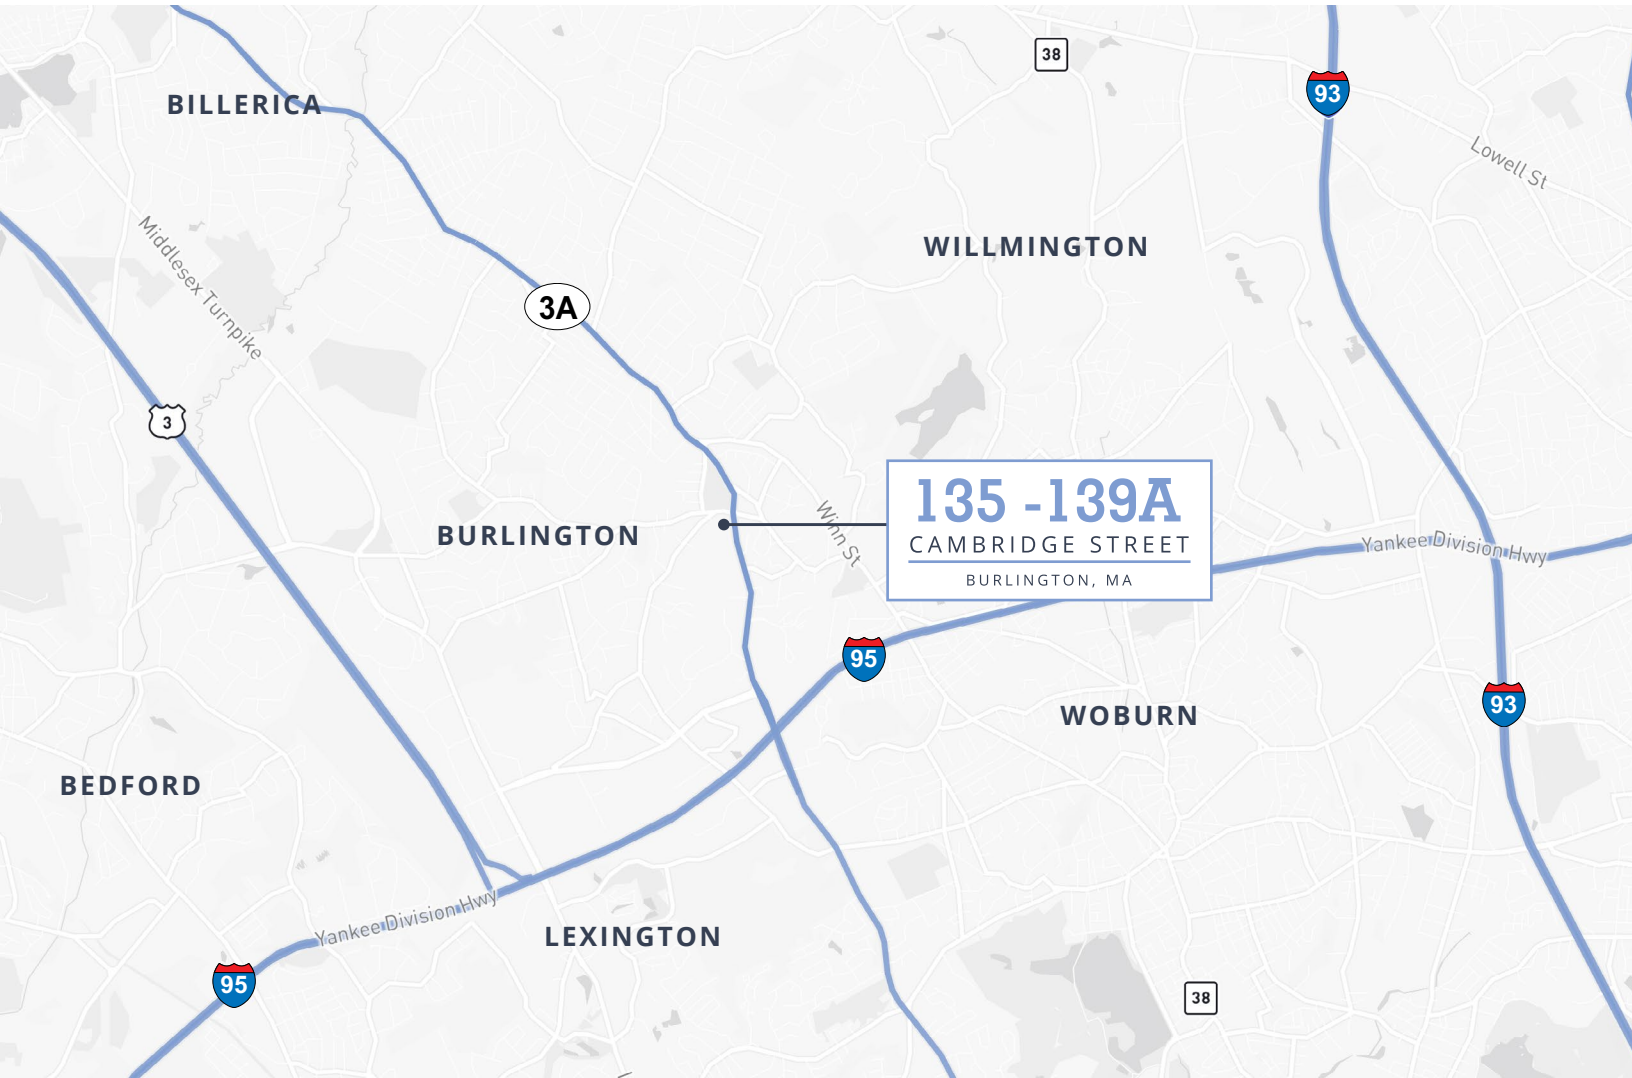 38
93
BILLERICA
Lowell St
Middlesex Turnpike
WILLMINGTON
3A
3
135 -139A
CAMBRIDGE STREET
BURLINGTON, MA
Winn St
BURLINGTON
Yankee Division Hwy
95
93
WOBURN
BEDFORD
Yankee Division Hwy
LEXINGTON
95
38